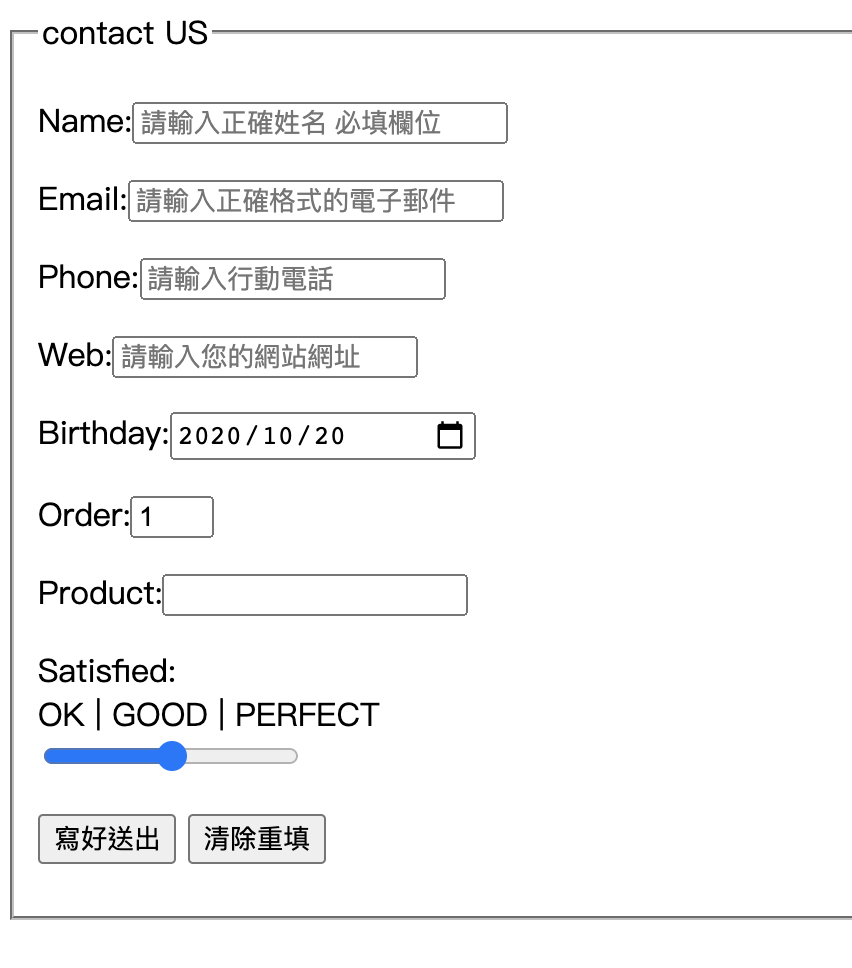 contact US
Name:請輸入正確姓名 必填欄位
Email:請輸入正確格式的電子郵件
Phone:請輸入行動電話
Web:請輸入您的網站網址
Birthday:2020/10/20
Order:1
Product:
Satisfied:
OK | GOOD | PERFECT
寫好送出 清除重填